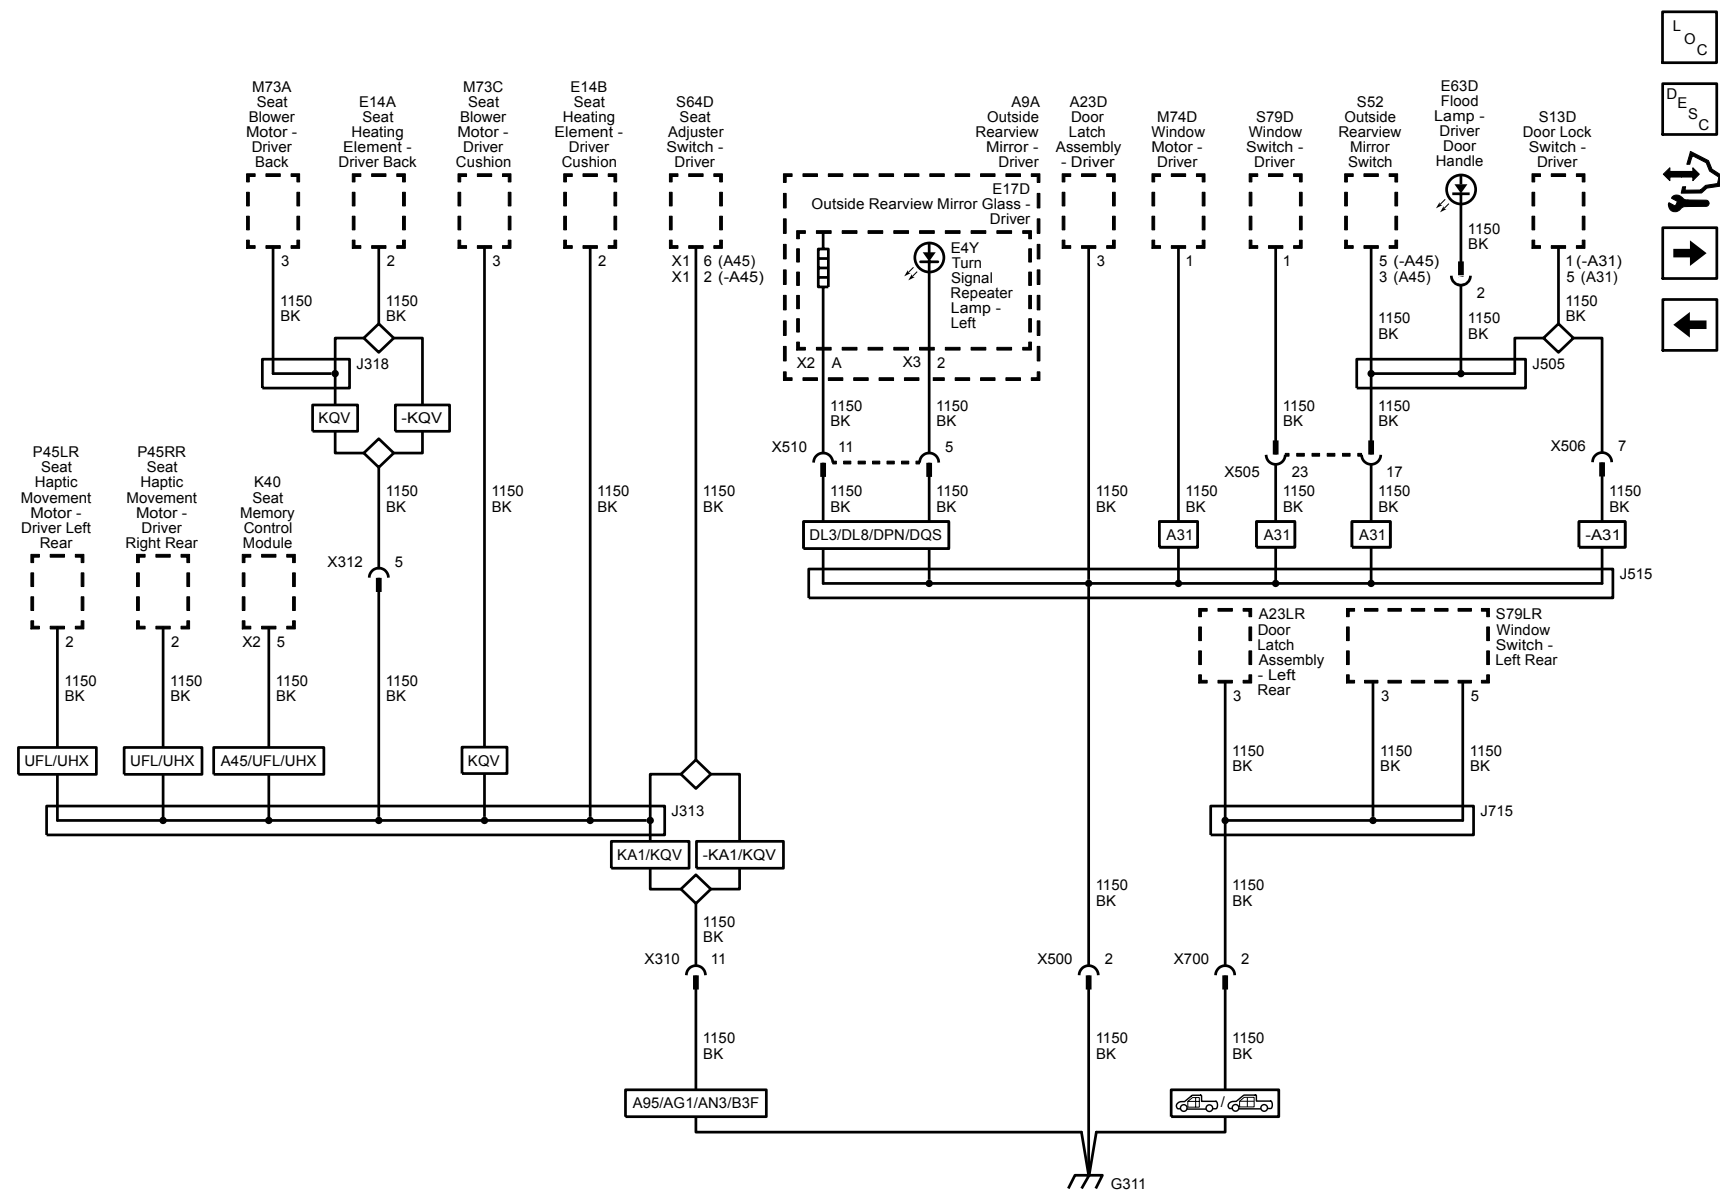 L
O
C
D
E
S
C
M73A
Seat
Blower
Motor -
Driver
Back
E14A
Seat
Heating
Element -
Driver Back
M73C
Seat
Blower
Motor -
Driver
Cushion
E14B
Seat
Heating
Element -
Driver
Cushion
S64D
Seat
Adjuster
Switch -
Driver
A9A
Outside
Rearview
Mirror -
Driver
A23D
Door
Latch
Assembly
- Driver
M74D
Window
Motor -
Driver
S79D
Window
Switch -
Driver
S52
Outside
Rearview
Mirror
Switch
E63D
Flood
Lamp -
Driver
Door
Handle
S13D
Door Lock
Switch -
Driver
E17D
Outside Rearview Mirror Glass -
Driver
E4Y
Turn
Signal
Repeater
Lamp -
Left
3
2
3
2
X1 6 (A45)
X1 2 (-A45)
3
1
1
5 (-A45)
3 (A45)
1150
BK
2
1 (-A31)
5 (A31)
1150
BK
1150
BK
1150
BK
1150
BK
1150
BK
J318
KQV
-KQV
X2 A
X3 2
J505
1150
BK
1150
BK
1150
BK
1150
BK
X510 11
5
X505 23
17
X506 7
P45LR
Seat
Haptic
Movement
Motor -
Driver Left
Rear
P45RR
Seat
Haptic
Movement
Motor -
Driver
Right Rear
K40
Seat
Memory
Control
Module
1150
BK
1150
BK
1150
BK
1150
BK
1150
BK
1150
BK
1150
BK
1150
BK
1150
BK
1150
BK
1150
BK
DL3/DL8/DPN/DQS
A31
A31
A31
-A31
X312 5
J515
2
2
X2 5
A23LR
Door
Latch
Assembly
- Left
Rear
S79LR
Window
Switch -
Left Rear
3
3
5
1150
BK
1150
BK
1150
BK
1150
BK
UFL/UHX
UFL/UHX
A45/UFL/UHX
KQV
1150
BK
1150
BK
1150
BK
J313
J715
KA1/KQV
-KA1/KQV
1150
BK
1150
BK
1150
BK
X310 11
X500 2
X700 2
1150
BK
1150
BK
1150
BK
A95/AG1/AN3/B3F
/
G311